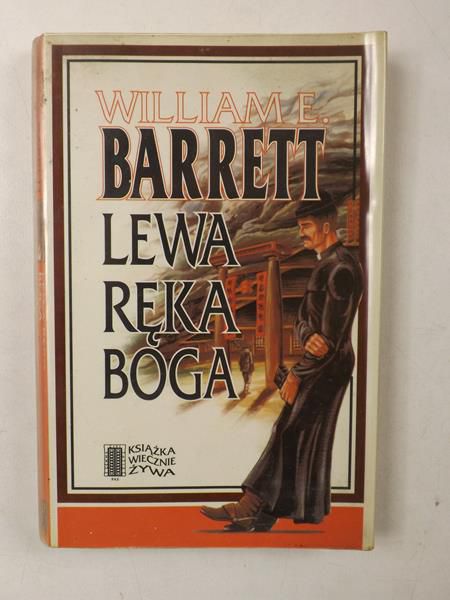 WILLIAM E.
BARRETT
LEWA
RĘKA
BOGA
KSIĄŻKA
WIECZNIE
ŻYWA